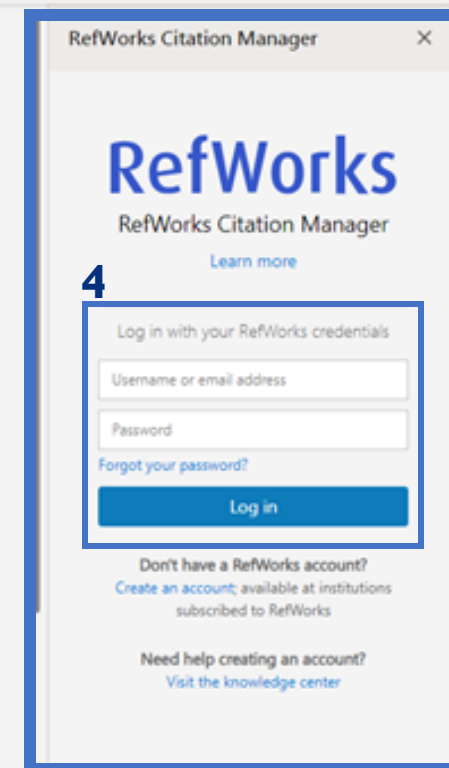 RefWorks Citation Manager ×
RefWorks
RefWorks Citation Manager
Learn more
4
Log in with your RefWorks credentials
Username or email address
Password
Forgot your password?
Log in
Don't have a RefWorks account?
Create an account; available at institutions
subscribed to RefWorks
Need help creating an account?
Visit the knowledge center